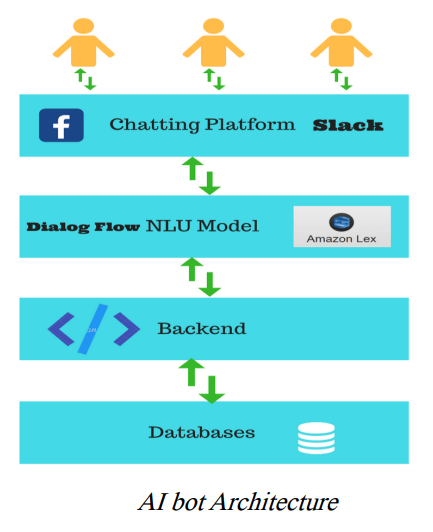 f Chatting Platform Slack
Dialog Flow NLU Model Amazon Lex
Backend
Databases
AI bot Architecture